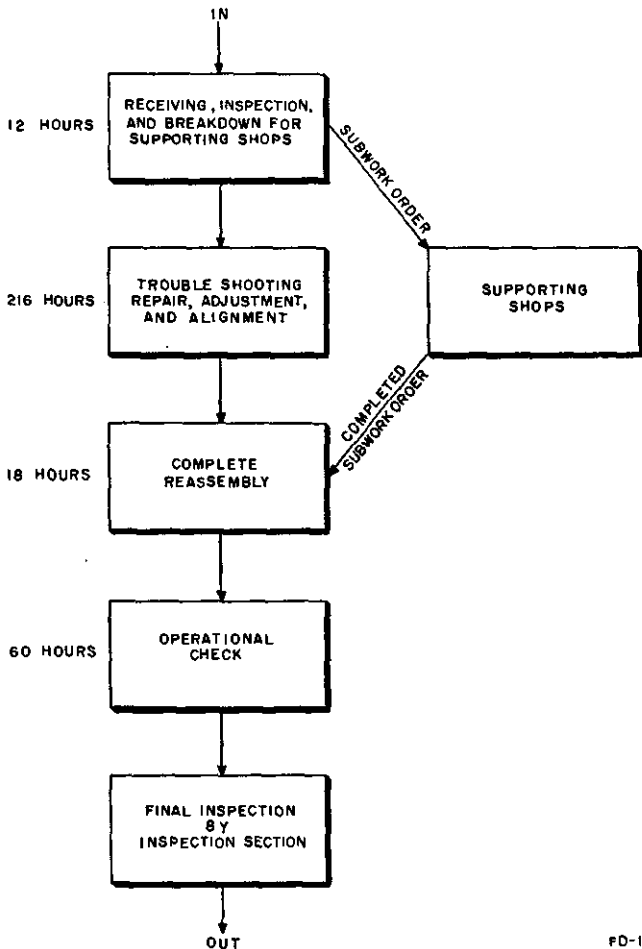 IN
12 HOURS
RECEIVING, INSPECTION,
AND BREAKDOWN FOR
SUPPORTING SHOPS
SUBWORK ORDER
216 HOURS
TROUBLE SHOOTING
REPAIR, ADJUSTMENT,
AND ALIGNMENT
SUPPORTING
SHOPS
COMPLETED
SUBWORK ORDER
18 HOURS
COMPLETE
REASSEMBLY
60 HOURS
OPERATIONAL
CHECK
FINAL INSPECTION
BY
INSPECTION SECTION
OUT
PD-1